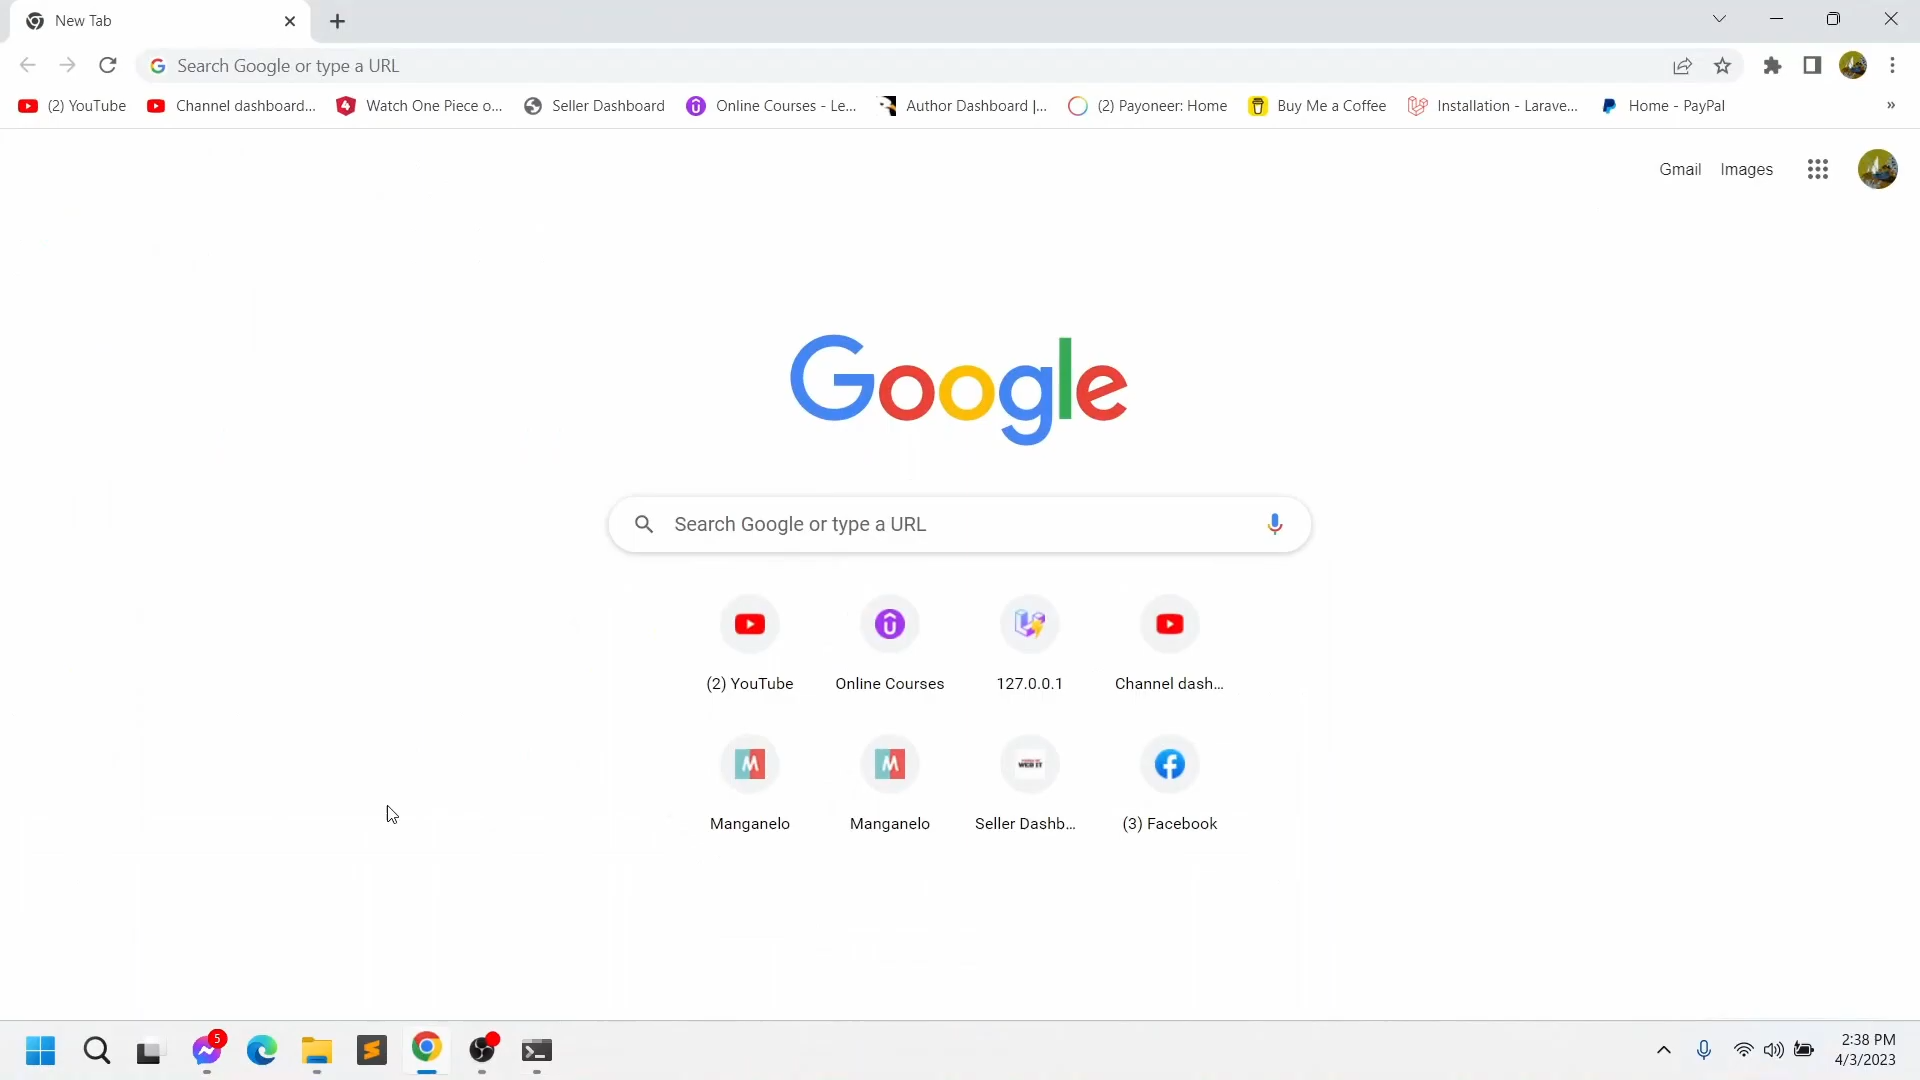 New Tab
Search Google or type a URL
(2) YouTube
Channel dashboard...
Watch One Piece o...
Seller Dashboard
Online Courses - Le...
Author Dashboard |...
(2) Payoneer: Home
Buy Me a Coffee
Installation - Larave...
Home - PayPal
»
Gmail
Images
Google
Search Google or type a URL
(2) YouTube
Online Courses
127.0.0.1
Channel dash...
M
M
WEB IT
Manganelo
Manganelo
Seller Dashb...
(3) Facebook
5
2:38 PM
4/3/2023